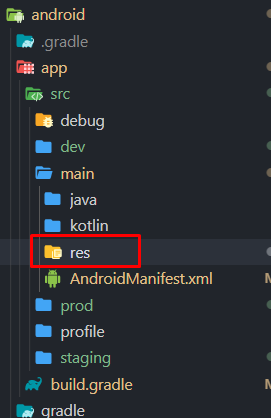 android
.gradle
app
src
debug
dev
main
java
kotlin
res
AndroidManifest.xml
M
prod
profile
staging
build.gradle
M
gradle